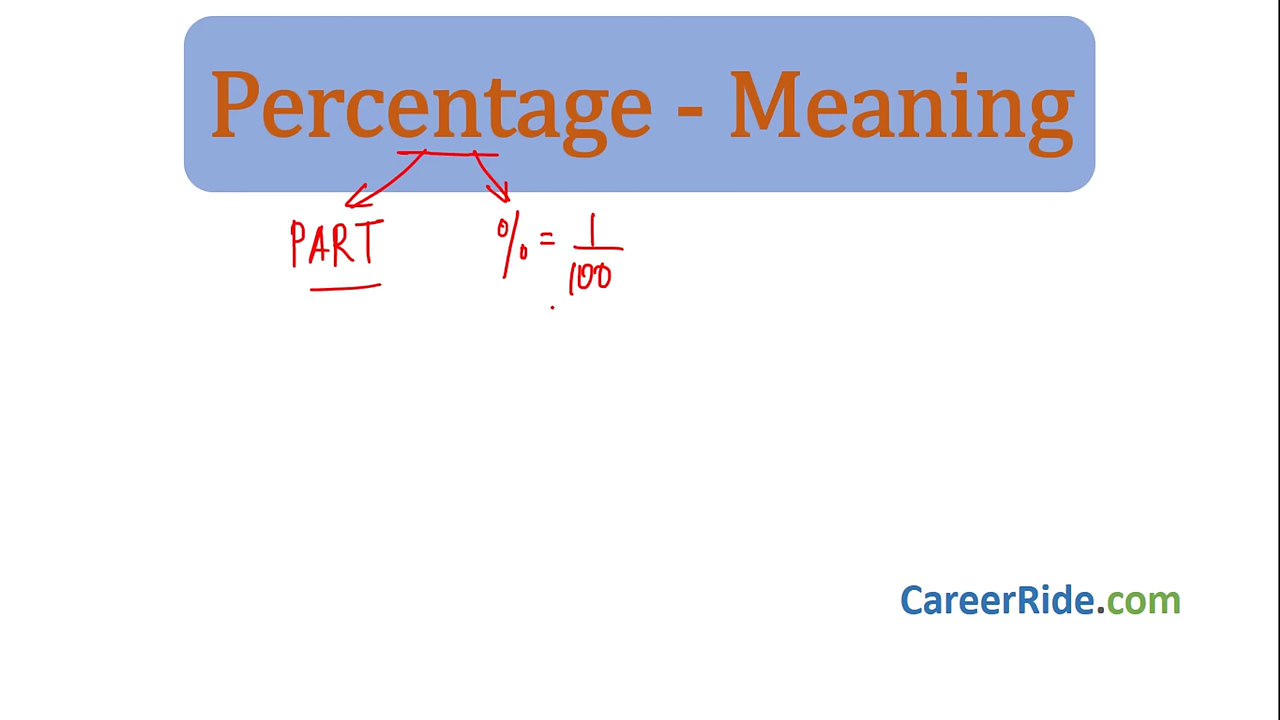 Percentage - Meaning
PART % = 1/100
CareerRide.com